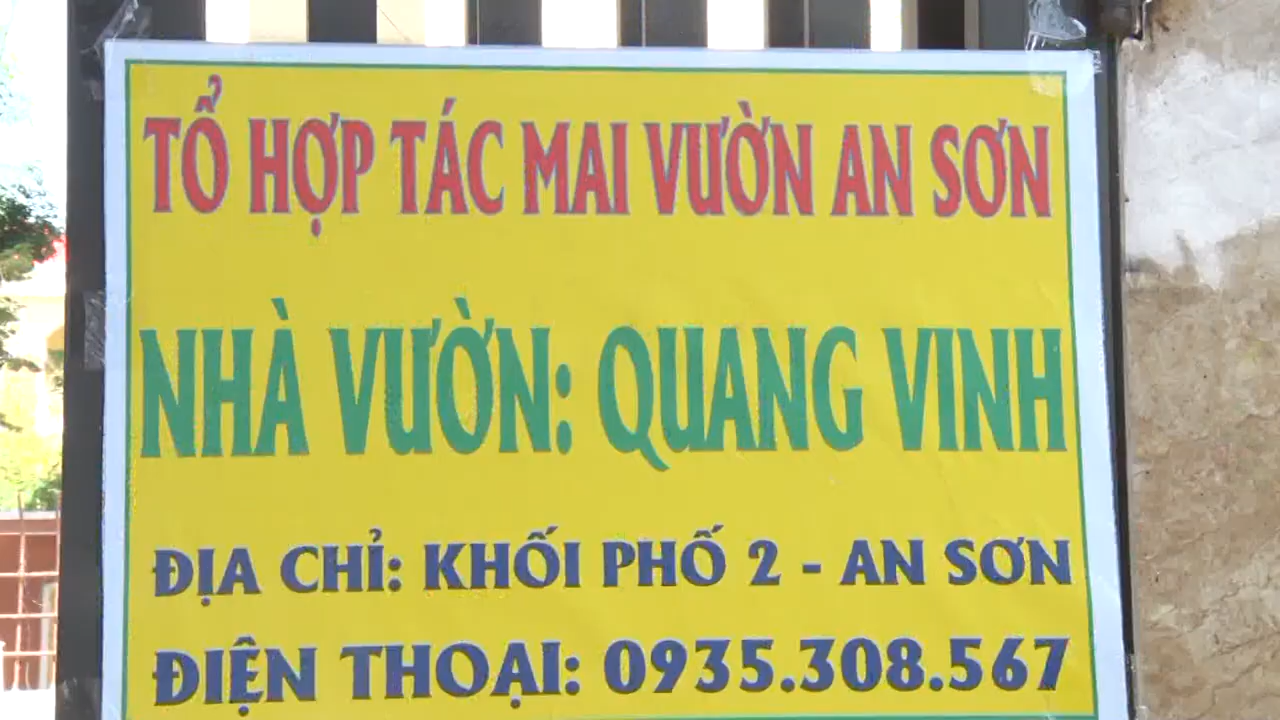 TỔ HỢP TÁC MAI VƯỜN AN SƠN
NHÀ VƯỜN: QUANG VINH
ĐỊA CHỈ: KHỐI PHỐ 2 - AN SƠN
ĐIỆN THOẠI: 0935.308.567